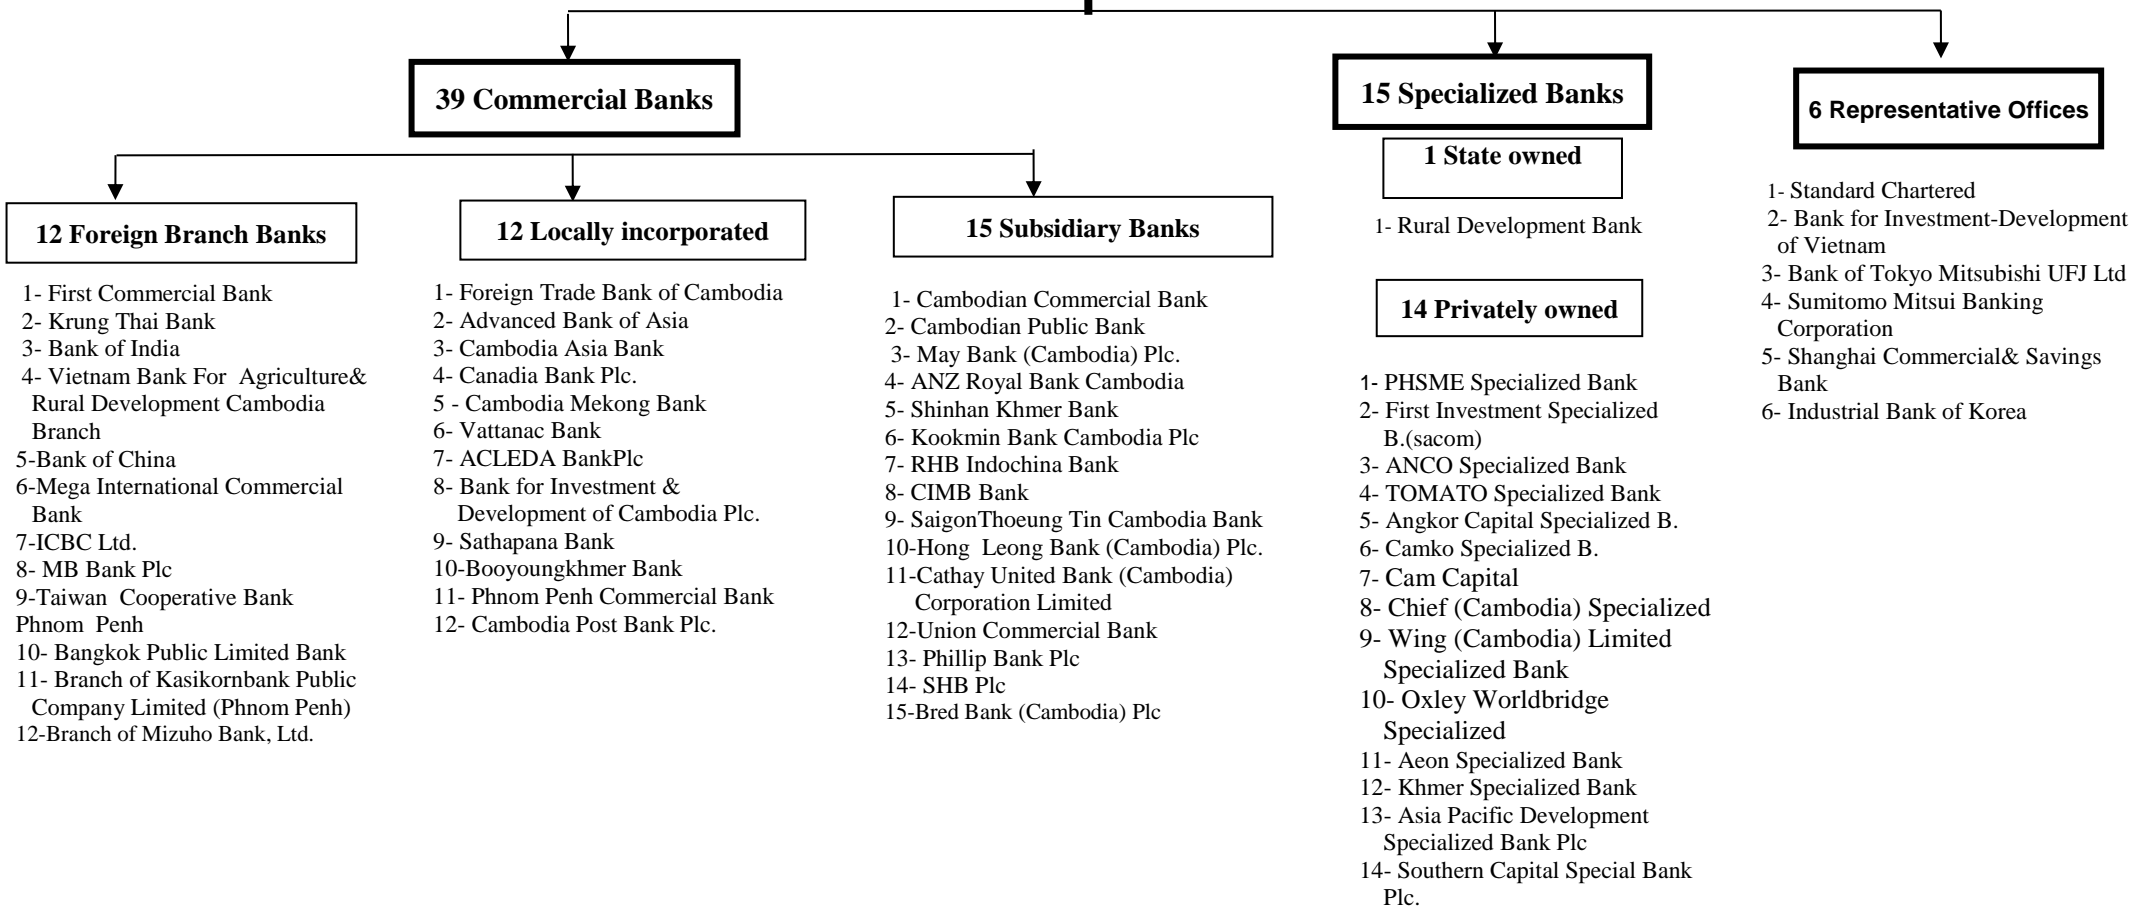 39 Commercial Banks
15 Specialized Banks
6 Representative Offices
12 Foreign Branch Banks
1- First Commercial Bank
2- Krung Thai Bank
3- Bank of India
4- Vietnam Bank For Agriculture&
Rural Development Cambodia
Branch
5-Bank of China
6-Mega International Commercial
Bank
7-ICBC Ltd.
8- MB Bank Plc
9-Taiwan Cooperative Bank
Phnom Penh
10- Bangkok Public Limited Bank
11- Branch of Kasikornbank Public
Company Limited (Phnom Penh)
12-Branch of Mizuho Bank, Ltd.
12 Locally incorporated
1- Foreign Trade Bank of Cambodia
2- Advanced Bank of Asia
3- Cambodia Asia Bank
4- Canadia Bank Plc.
5 - Cambodia Mekong Bank
6- Vattanac Bank
7- ACLEDA BankPlc
8- Bank for Investment &
Development of Cambodia Plc.
9- Sathapana Bank
10-Booyoungkhmer Bank
11- Phnom Penh Commercial Bank
12- Cambodia Post Bank Plc.
15 Subsidiary Banks
1- Cambodian Commercial Bank
2- Cambodian Public Bank
3- May Bank (Cambodia) Plc.
4- ANZ Royal Bank Cambodia
5- Shinhan Khmer Bank
6- Kookmin Bank Cambodia Plc
7- RHB Indochina Bank
8- CIMB Bank
9- SaigonThoeung Tin Cambodia Bank
10-Hong Leong Bank (Cambodia) Plc.
11-Cathay United Bank (Cambodia)
Corporation Limited
12-Union Commercial Bank
13- Phillip Bank Plc
14- SHB Plc
15-Bred Bank (Cambodia) Plc
1 State owned
1- Rural Development Bank
14 Privately owned
1- PHSME Specialized Bank
2- First Investment Specialized
B.(sacom)
3- ANCO Specialized Bank
4- TOMATO Specialized Bank
5- Angkor Capital Specialized B.
6- Camko Specialized B.
7- Cam Capital
8- Chief (Cambodia) Specialized
9- Wing (Cambodia) Limited
Specialized Bank
10- Oxley Worldbridge
Specialized
11- Aeon Specialized Bank
12- Khmer Specialized Bank
13- Asia Pacific Development
Specialized Bank Plc
14- Southern Capital Special Bank
Plc.
1- Standard Chartered
2- Bank for Investment-Development
of Vietnam
3- Bank of Tokyo Mitsubishi UFJ Ltd
4- Sumitomo Mitsui Banking
Corporation
5- Shanghai Commercial& Savings
Bank
6- Industrial Bank of Korea